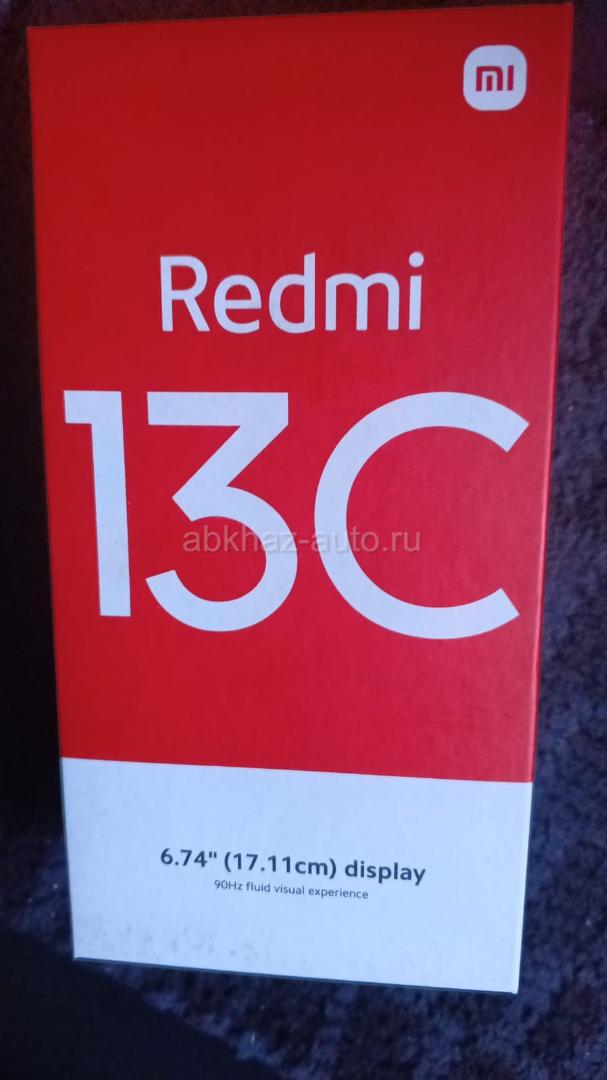 mi
Redmi
13C
abkhaz-auto.ru
6.74" (17.11cm) display
90Hz fluid visual experience